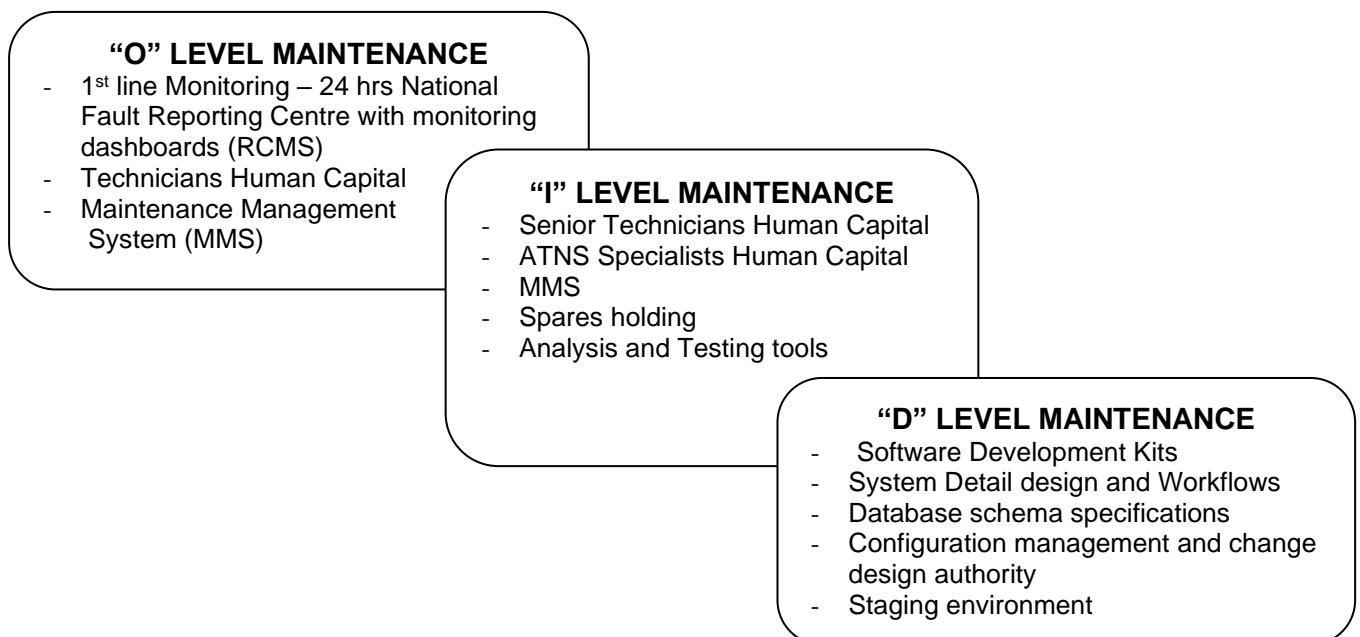 “O” LEVEL MAINTENANCE
- 1st line Monitoring – 24 hrs National
Fault Reporting Centre with monitoring
dashboards (RCMS)
- Technicians Human Capital
- Maintenance Management
System (MMS)
“I” LEVEL MAINTENANCE
- Senior Technicians Human Capital
- ATNS Specialists Human Capital
- MMS
- Spares holding
- Analysis and Testing tools
“D” LEVEL MAINTENANCE
- Software Development Kits
- System Detail design and Workflows
- Database schema specifications
- Configuration management and change
design authority
- Staging environment